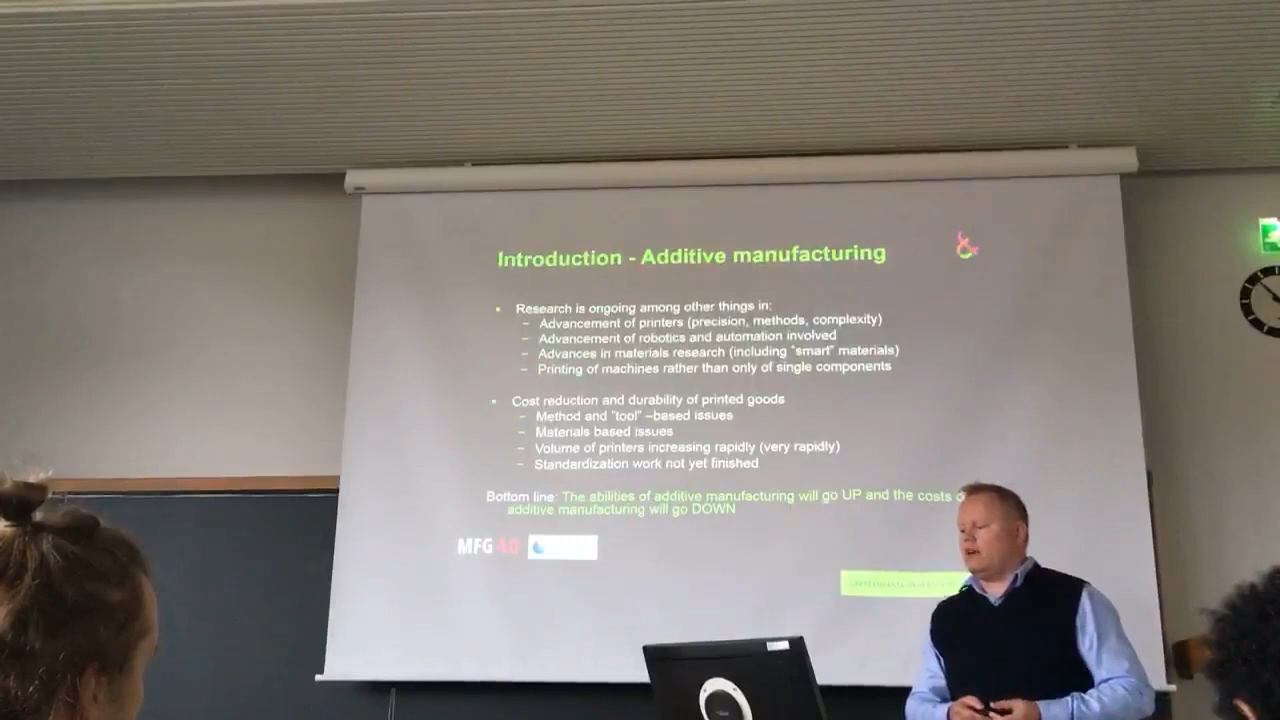 Introduction - Additive manufacturing
&
• Research is ongoing among other things in:
– Advancement of printers (precision, methods, complexity)
– Advancement of robotics and automation involved
– Advances in materials research (including "smart" materials)
– Printing of machines rather than only of single components
• Cost reduction and durability of printed goods
– Method and "tool" –based issues
– Materials based issues
– Volume of printers increasing rapidly (very rapidly)
– Standardization work not yet finished
Bottom line: The abilities of additive manufacturing will go UP and the costs
additive manufacturing will go DOWN
MFG 4.0